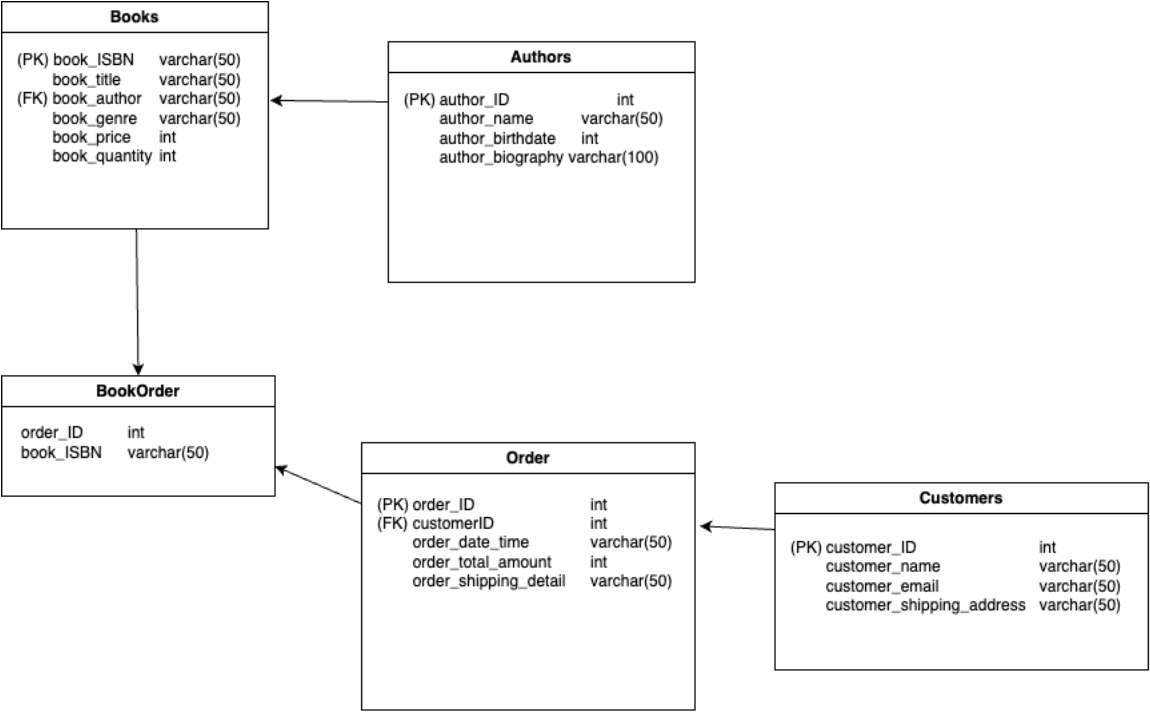 Books
(PK) book_ISBN varchar(50)
book_title varchar(50)
(FK) book_author varchar(50)
book_genre varchar(50)
book_price int
book_quantity int
Authors
(PK) author_ID int
author_name varchar(50)
author_birthdate int
author_biography varchar(100)
BookOrder
order_ID int
book_ISBN varchar(50)
Order
(PK) order_ID int
(FK) customerID int
order_date_time varchar(50)
order_total_amount int
order_shipping_detail varchar(50)
Customers
(PK) customer_ID int
customer_name varchar(50)
customer_email varchar(50)
customer_shipping_address varchar(50)